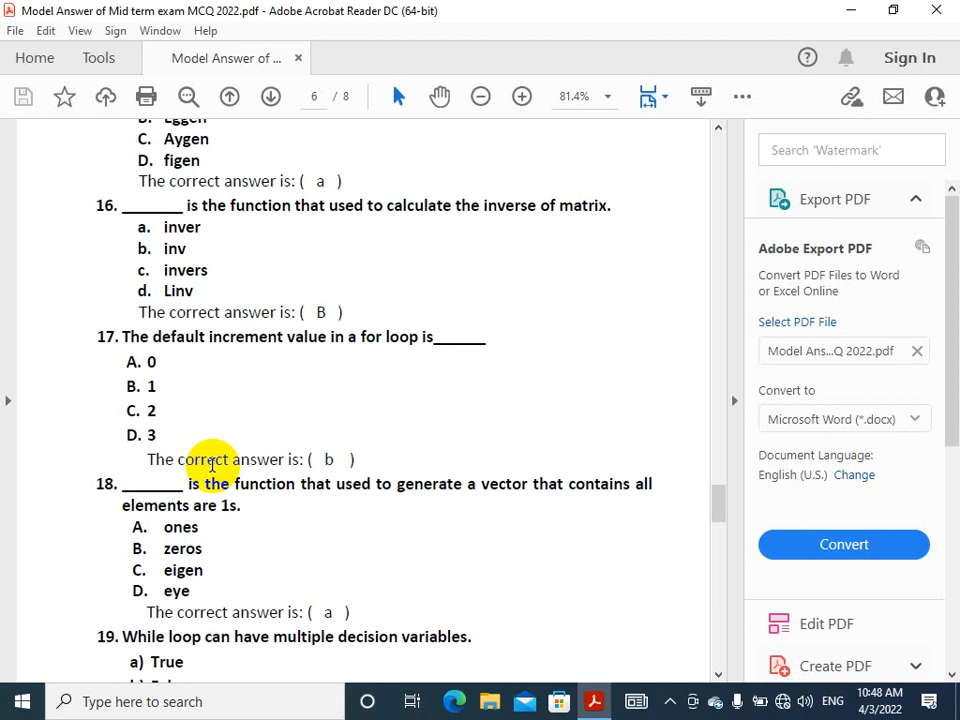 Model Answer of Mid term exam MCQ 2022.pdf - Adobe Acrobat Reader DC (64-bit)
File Edit View Sign Window Help
Home Tools Model Answer of ... × Sign In
6 / 8 81.4%
B. Eggen
C. Aygen
D. figen
The correct answer is: ( a )
16. _______ is the function that used to calculate the inverse of matrix.
a. inver
b. inv
c. invers
d. Linv
The correct answer is: ( B )
17. The default increment value in a for loop is______
A. 0
B. 1
C. 2
D. 3
The correct answer is: ( b )
18. _______ is the function that used to generate a vector that contains all
elements are 1s.
A. ones
B. zeros
C. eigen
D. eye
The correct answer is: ( a )
19. While loop can have multiple decision variables.
a) True
Search 'Watermark'
Export PDF
Adobe Export PDF
Convert PDF Files to Word
or Excel Online
Select PDF File
Model Ans...Q 2022.pdf
Convert to
Microsoft Word (*.docx)
Document Language:
English (U.S.) Change
Convert
Edit PDF
Create PDF
Type here to search
ENG
10:48 AM
4/3/2022